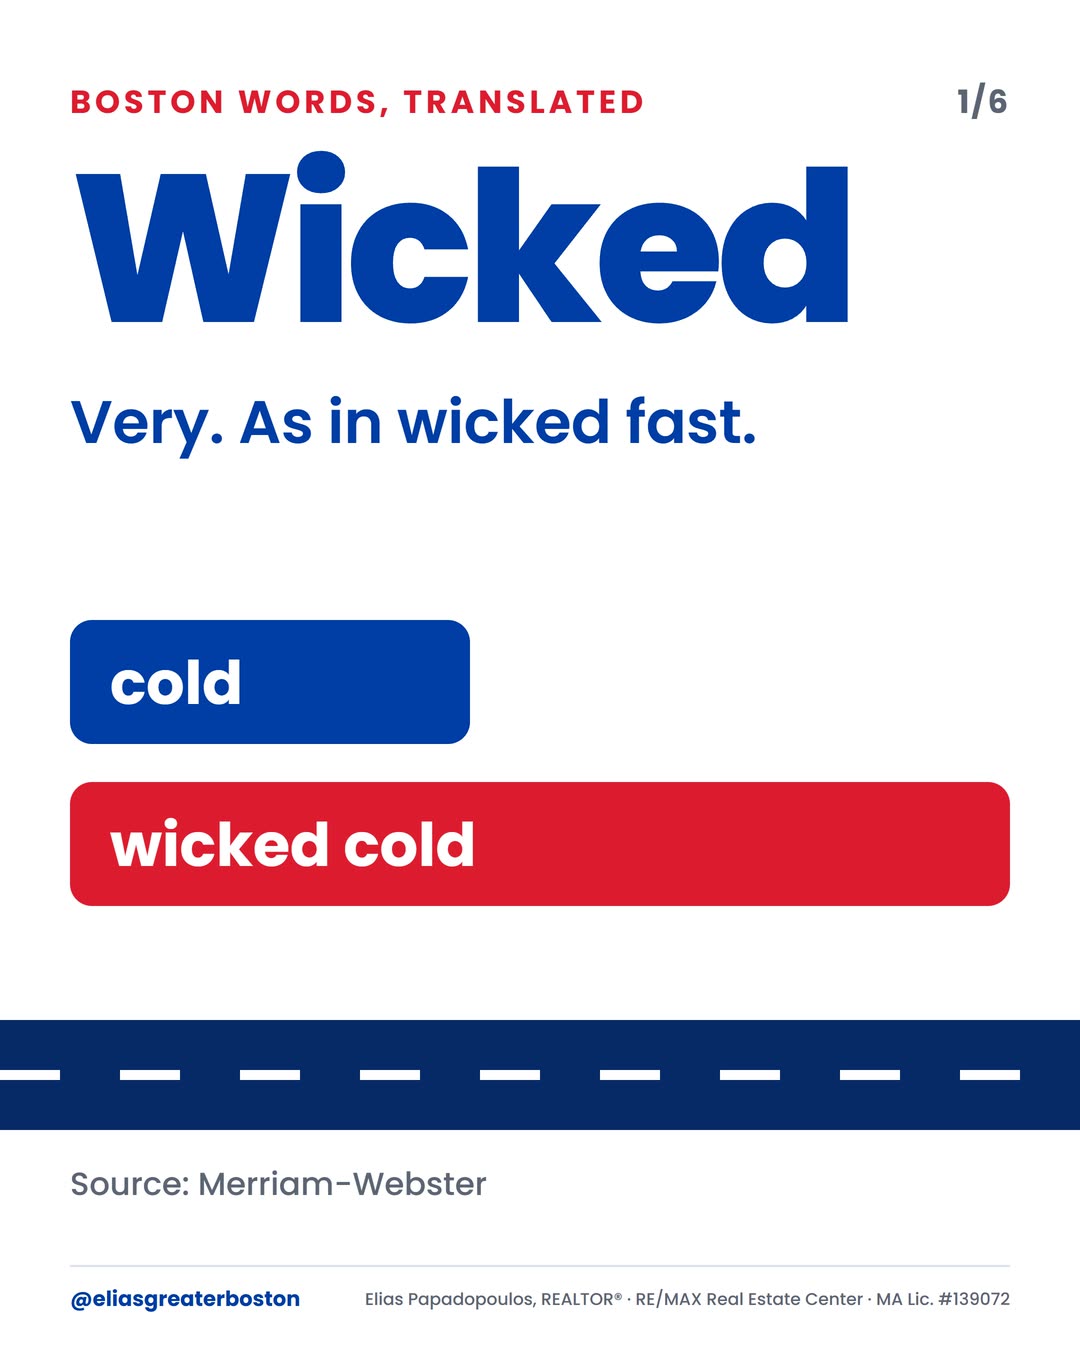 BOSTON WORDS, TRANSLATED
1/6
Wicked
Very. As in wicked fast.
cold
wicked cold
Source: Merriam-Webster
@eliasgreaterboston
Elias Papadopoulos, REALTOR® · RE/MAX Real Estate Center · MA Lic. #139072